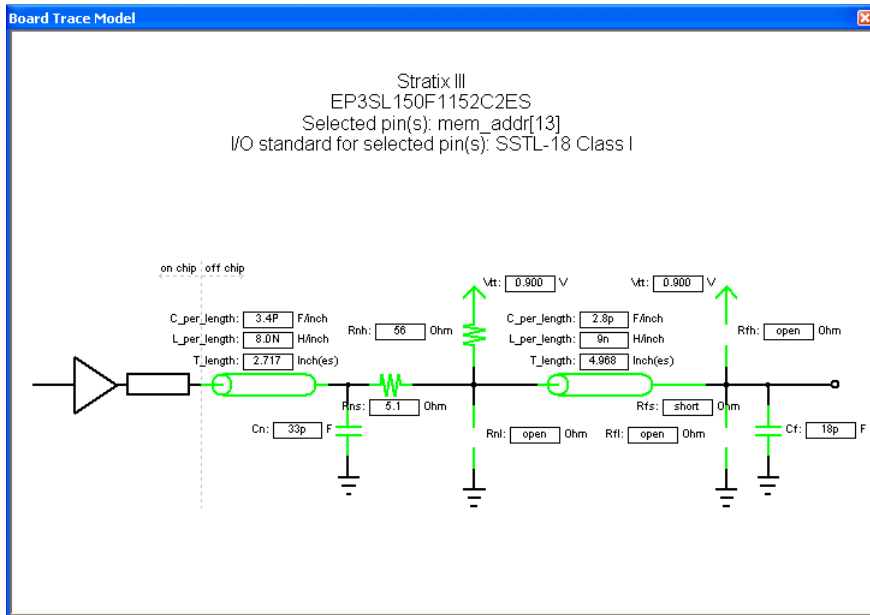 Board Trace Model
Stratix III
EP3SL150F1152C2ES
Selected pin(s): mem_addr[13]
I/O standard for selected pin(s): SSTL-18 Class I
on chip off chip
Vtt: 0.900 V
Vtt: 0.900 V
C_per_length: 3.4P F/inch
L_per_length: 8.0N H/inch
T_length: 2.717 Inch(es)
Rnh: 56 Ohm
C_per_length: 2.8p F/inch
L_per_length: 9n H/inch
T_length: 4.968 Inch(es)
Rfh: open Ohm
Rns: 5.1 Ohm
Rfs: short Ohm
Cn: 33p F
Rnl: open Ohm
Rfl: open Ohm
Cf: 18p F